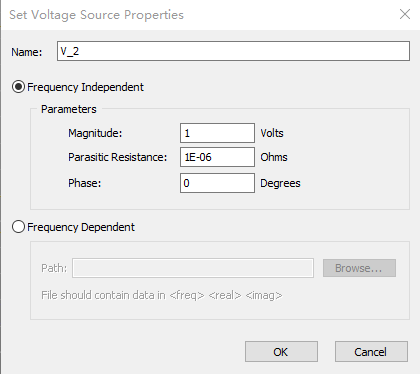 Set Voltage Source Properties
Name: V_2
Frequency Independent
Parameters
Magnitude: 1 Volts
Parasitic Resistance: 1E-06 Ohms
Phase: 0 Degrees
Frequency Dependent
Path: Browse...
File should contain data in <freq> <real> <imag>
OK Cancel